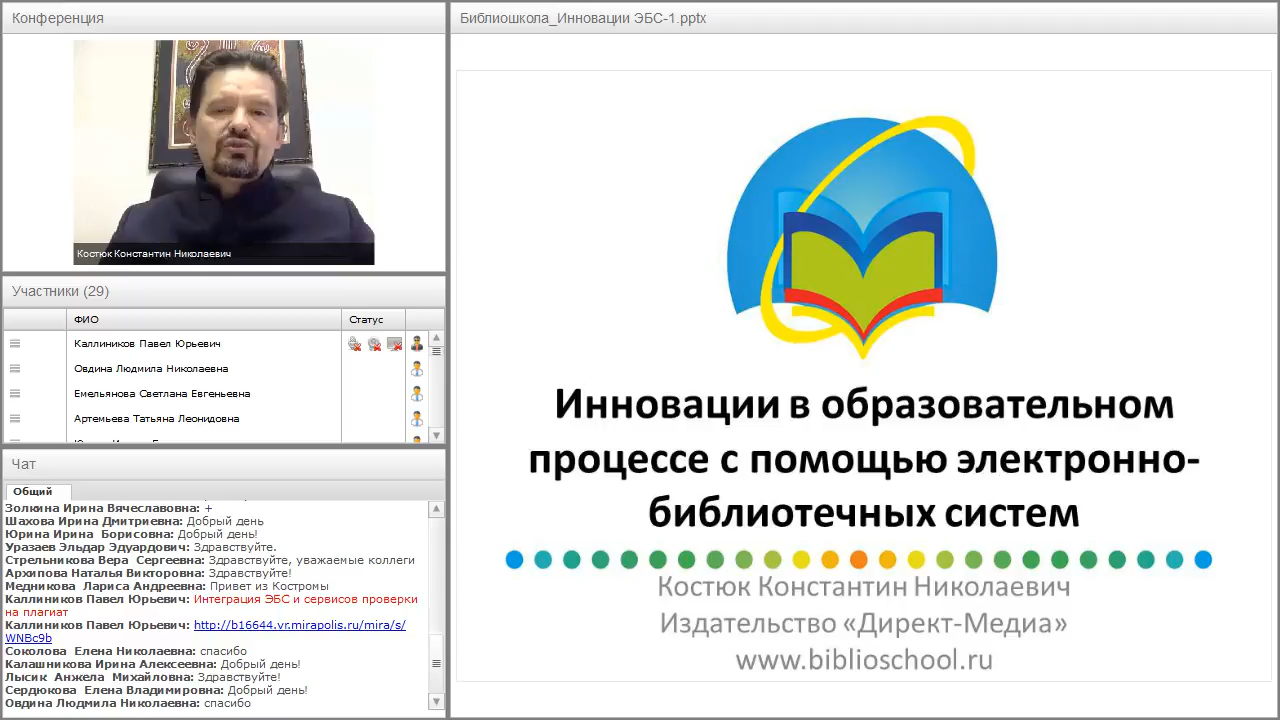 Конференция
Костюк Константин Николаевич
Участники (29)
ФИО
Статус
Каллиников Павел Юрьевич
Овдина Людмила Николаевна
Емельянова Светлана Евгеньевна
Артемьева Татьяна Леонидовна
Чат
Общий
Золкина Ирина Вячеславовна: +
Шахова Ирина Дмитриевна: Добрый день
Юрина Ирина Борисовна: Добрый день!
Уразаев Эльдар Эдуардович: Здравствуйте.
Стрельникова Вера Сергеевна: Здравствуйте, уважаемые коллеги
Архипова Наталья Викторовна: Здравствуйте!
Медникова Лариса Андреевна: Привет из Костромы
Каллиников Павел Юрьевич: Интеграция ЭБС и сервисов проверки
на плагиат
Каллиников Павел Юрьевич: http://b16644.vr.mirapolis.ru/mira/s/
WNBc9b
Соколова Елена Николаевна: спасибо
Калашникова Ирина Алексеевна: Добрый день!
Лысик Анжела Михайловна: Здравствуйте!
Сердюкова Елена Владимировна: Добрый день!
Овдина Людмила Николаевна: спасибо
Библиошкола_Инновации ЭБС-1.pptx
Инновации в образовательном
процессе с помощью электронно-
библиотечных систем
Костюк Константин Николаевич
Издательство «Директ-Медиа»
www.biblioschool.ru